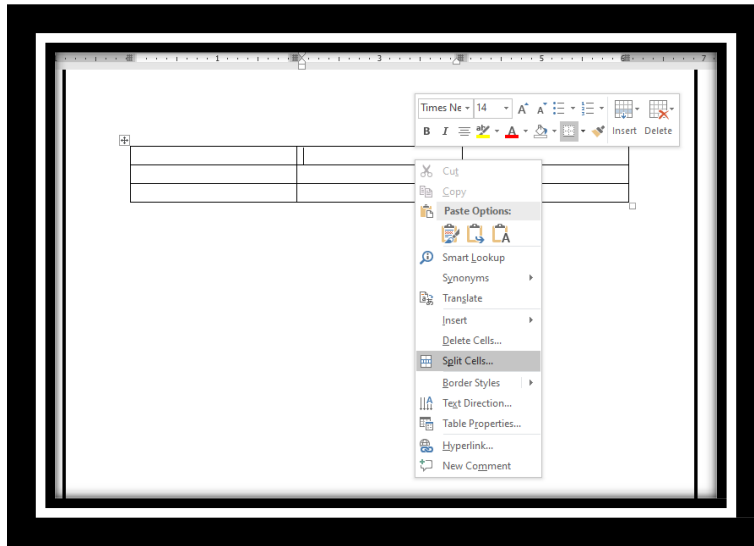 1 3 5 7
Times Ne 14 A A
B I aby A Insert Delete
Cut
Copy
Paste Options:
A
Smart Lookup
Synonyms
Translate
Insert
Delete Cells...
Split Cells...
Border Styles
Text Direction...
Table Properties...
Hyperlink...
New Comment